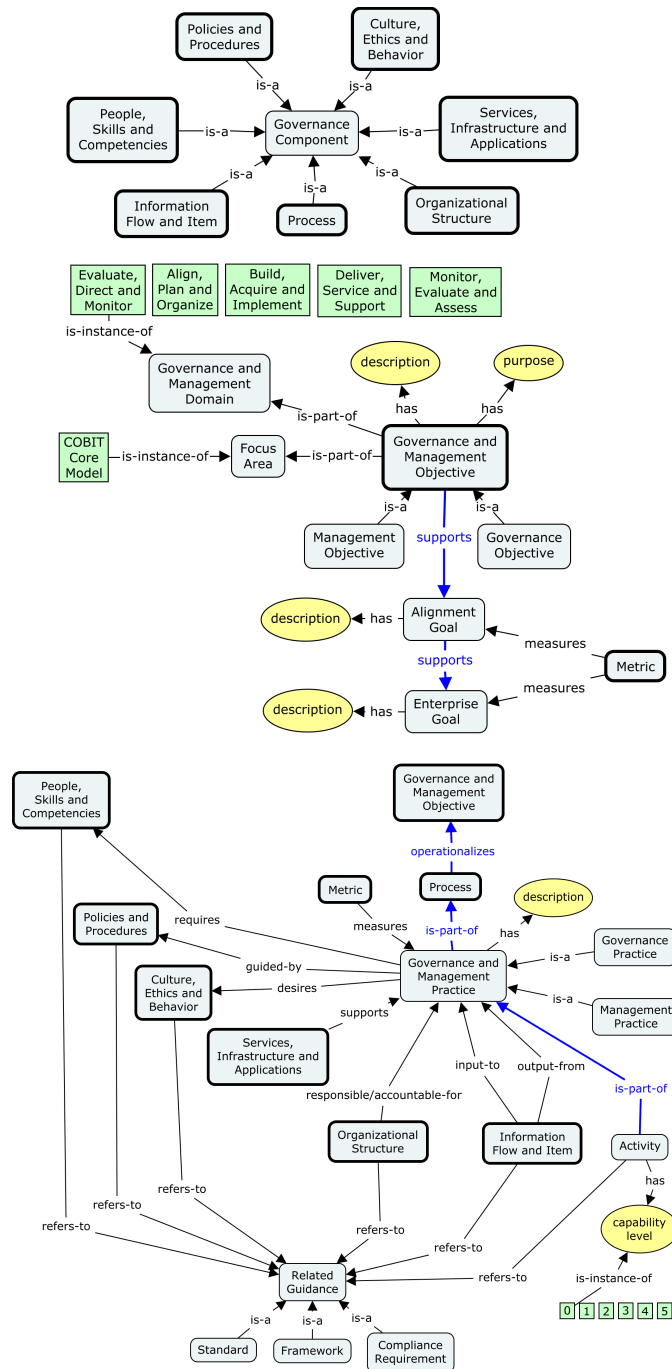 Policies and
Procedures
Culture,
Ethics and
Behavior
is-a
is-a
People,
Skills and
Competencies
is-a
Governance
Component
is-a
Services,
Infrastructure and
Applications
is-a
is-a
is-a
Information
Flow and Item
Process
Organizational
Structure
Evaluate,
Direct and
Monitor
Align,
Plan and
Organize
Build,
Acquire and
Implement
Deliver,
Service and
Support
Monitor,
Evaluate and
Assess
is-instance-of
Governance and
Management
Domain
description
purpose
is-part-of
has
has
COBIT
Core
Model
is-instance-of
Focus
Area
is-part-of
Governance and
Management
Objective
is-a
is-a
Management
Objective
supports
Governance
Objective
description
has
Alignment
Goal
measures
supports
Metric
measures
description
has
Enterprise
Goal
People,
Skills and
Competencies
Governance and
Management
Objective
operationalizes
Metric
Process
description
requires
measures
is-part-of
has
Policies and
Procedures
Governance
Practice
guided-by
Governance and
Management
Practice
is-a
Culture,
Ethics and
Behavior
desires
is-a
Management
Practice
supports
Services,
Infrastructure and
Applications
input-to
output-from
is-part-of
responsible/accountable-for
Organizational
Structure
Information
Flow and Item
Activity
has
refers-to
refers-to
refers-to
refers-to
refers-to
refers-to
capability
level
Related
Guidance
is-instance-of
0
1
2
3
4
5
is-a
is-a
is-a
Standard
Framework
Compliance
Requirement